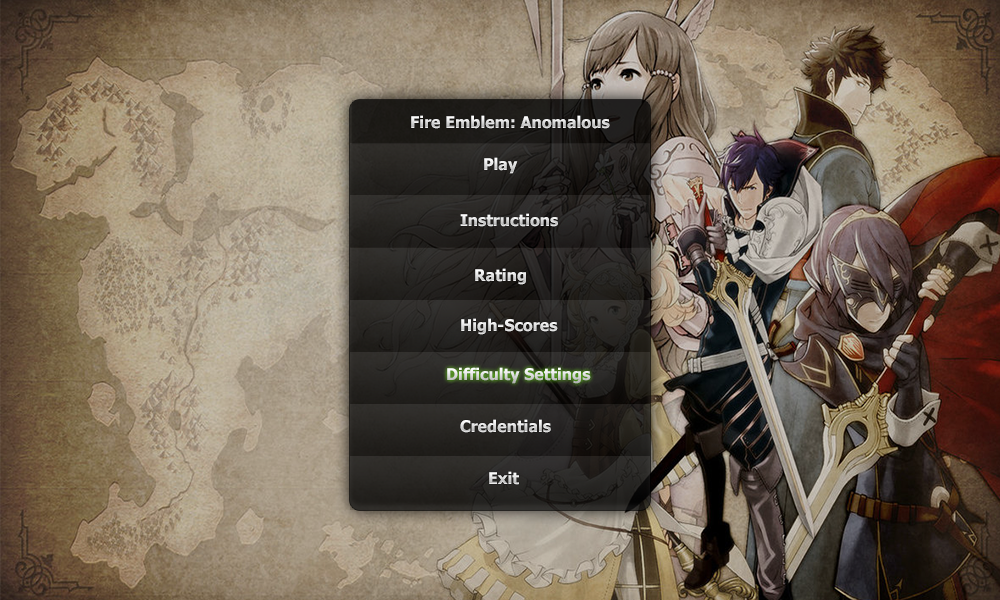 Fire Emblem: Anomalous
Play
Instructions
Rating
High-Scores
Difficulty Settings
Credentials
Exit